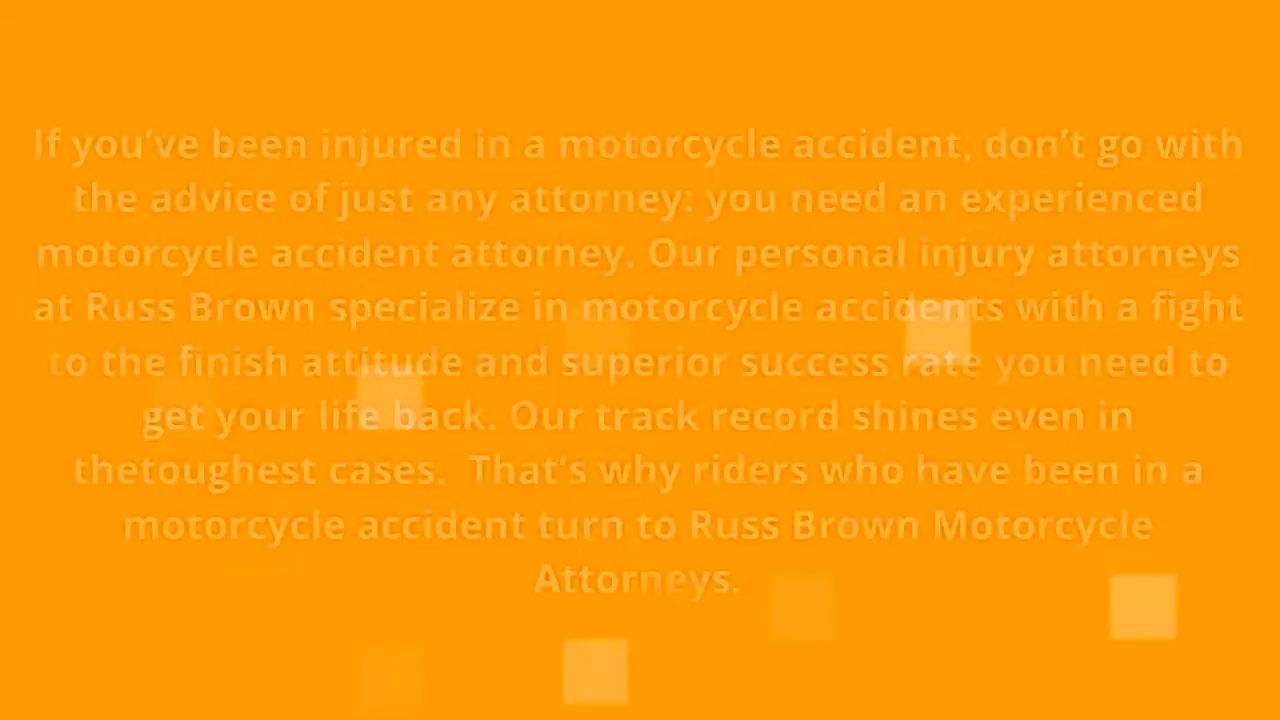 If you’ve been injured in a motorcycle accident, don’t go with
the advice of just any attorney: you need an experienced
motorcycle accident attorney. Our personal injury attorneys
at Russ Brown specialize in motorcycle accidents with a fight
to the finish attitude and superior success rate you need to
get your life back. Our track record shines even in
thetoughest cases.  That’s why riders who have been in a
motorcycle accident turn to Russ Brown Motorcycle
Attorneys.